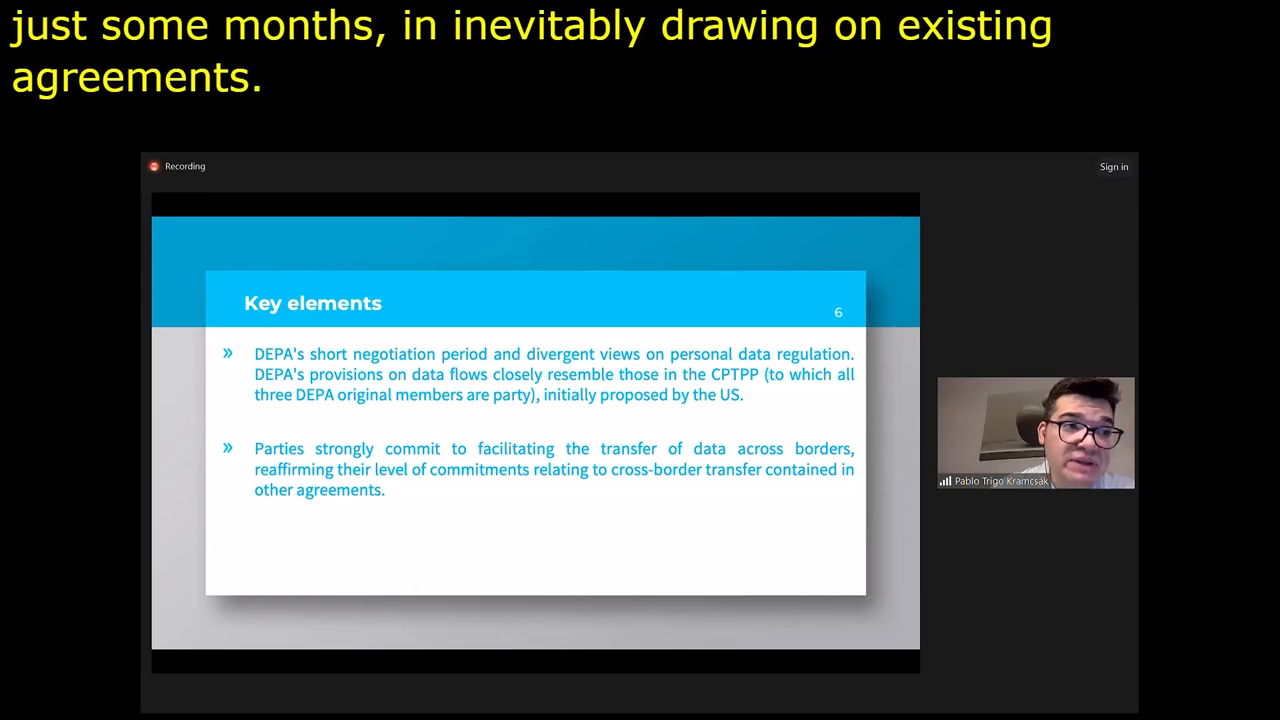 just some months, in inevitably drawing on existing
agreements.
Recording
Sign in
Key elements
6
» DEPA's short negotiation period and divergent views on personal data regulation.
DEPA's provisions on data flows closely resemble those in the CPTPP (to which all
three DEPA original members are party), initially proposed by the US.
» Parties strongly commit to facilitating the transfer of data across borders,
reaffirming their level of commitments relating to cross-border transfer contained in
other agreements.
Pablo Trigo Kramcsák